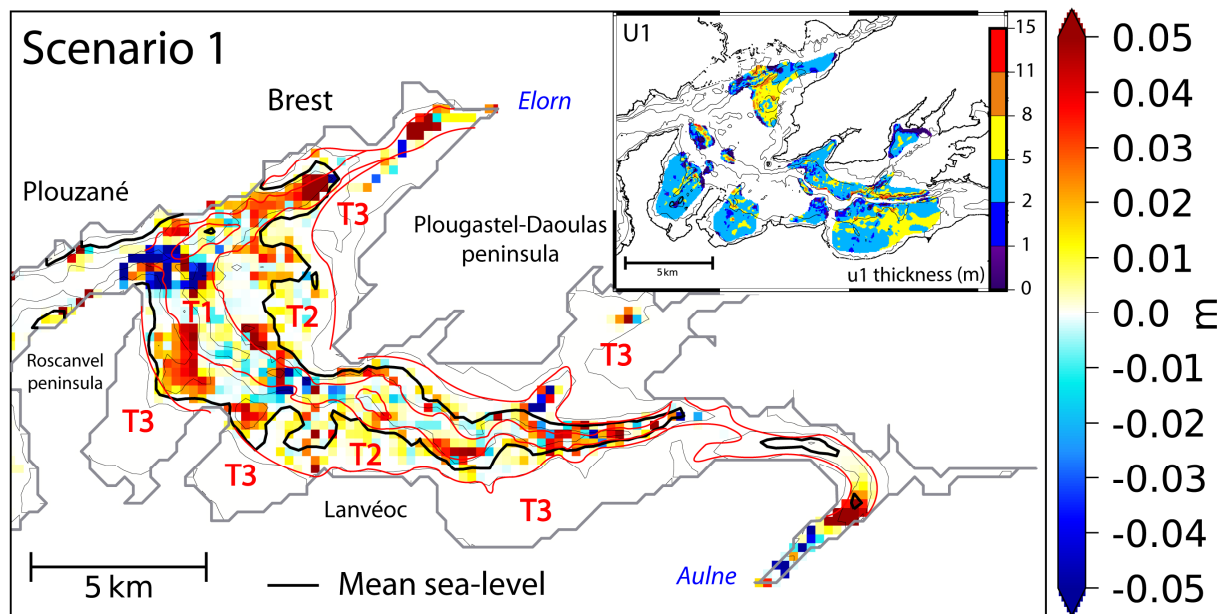 Scenario 1
Brest
Elorn
Plouzané
T3
Plougastel-Daoulas
peninsula
T1
T2
Roscanvel
peninsula
T3
T3
T3
T2
T3
Lanvéoc
Aulne
5 km
Mean sea-level
U1
5 km
u1 thickness (m)
15
11
8
5
2
1
0
0.05
0.04
0.03
0.02
0.01
0.0
-0.01
-0.02
-0.03
-0.04
-0.05
m